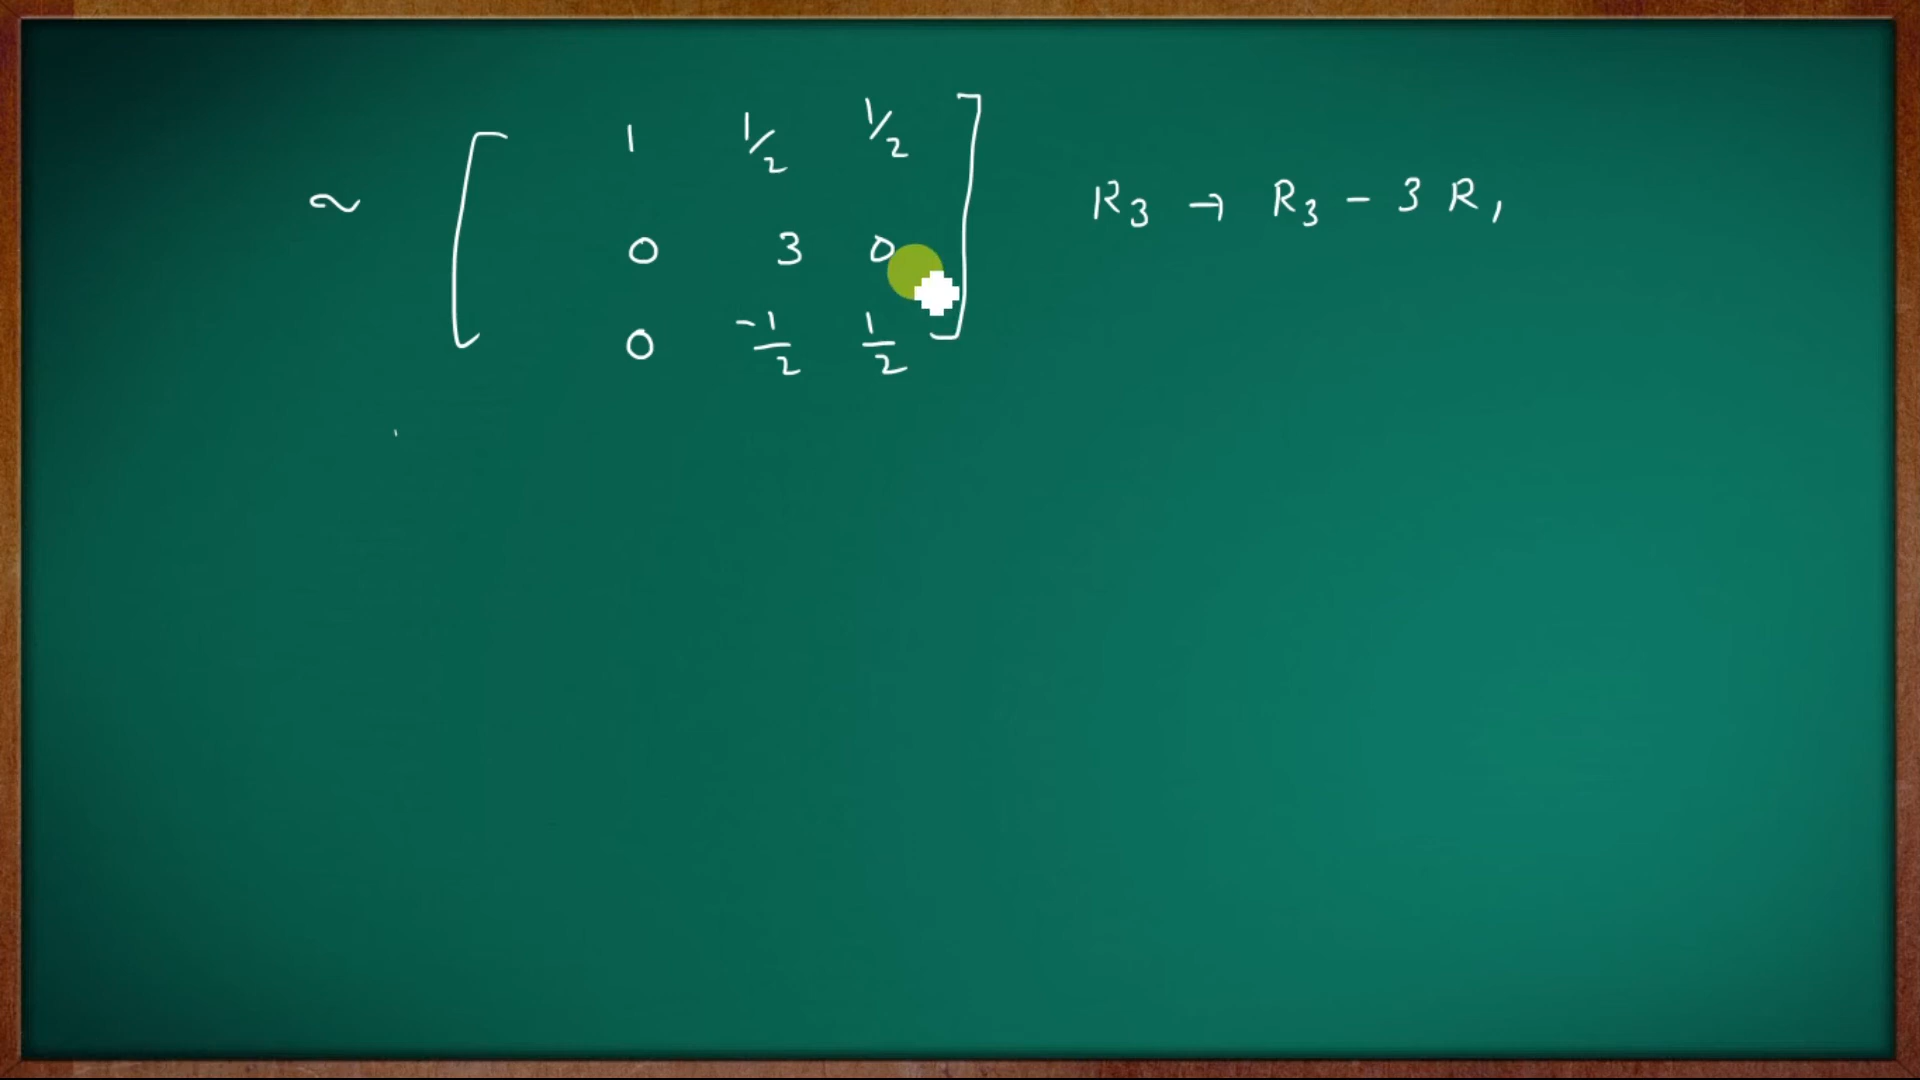 ~ [ 1 1/2 1/2 ] R₃ → R₃ - 3 R₁
0 3 0
0 -1/2 1/2